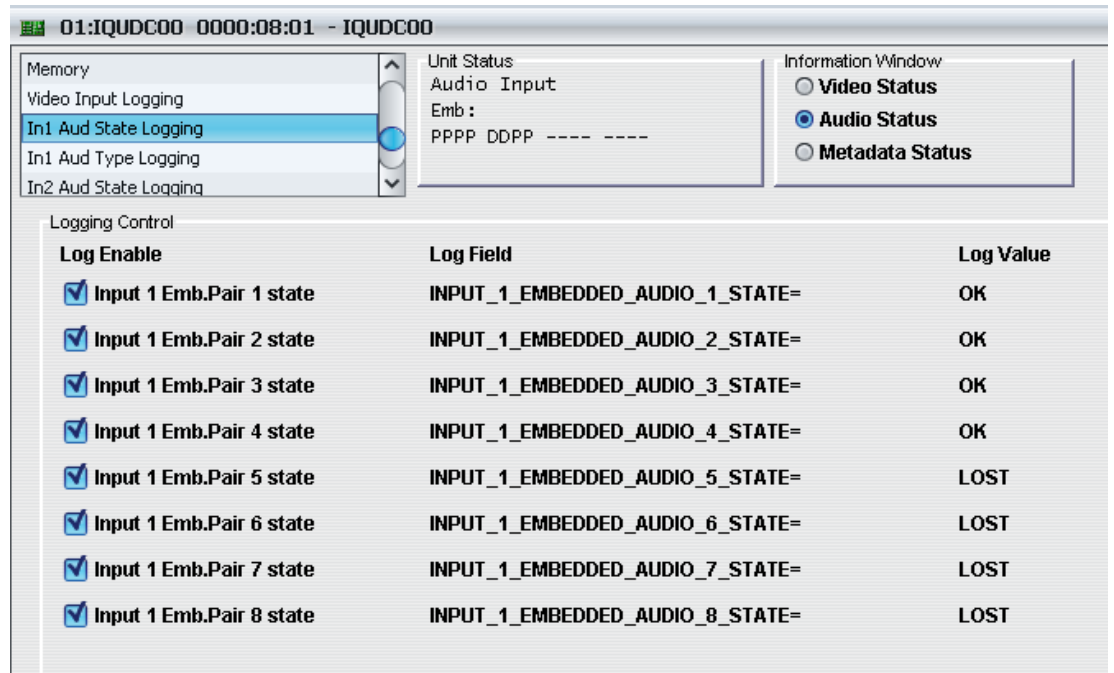 01:IQUDC00 0000:08:01 - IQUDC00
Memory
Video Input Logging
In1 Aud State Logging
In1 Aud Type Logging
In2 Aud State Logging
Unit Status
Audio Input
Emb:
PPPP DDPP ---- ----
Information Window
Video Status
Audio Status
Metadata Status
Logging Control
Log Enable Log Field Log Value
Input 1 Emb.Pair 1 state INPUT_1_EMBEDDED_AUDIO_1_STATE= OK
Input 1 Emb.Pair 2 state INPUT_1_EMBEDDED_AUDIO_2_STATE= OK
Input 1 Emb.Pair 3 state INPUT_1_EMBEDDED_AUDIO_3_STATE= OK
Input 1 Emb.Pair 4 state INPUT_1_EMBEDDED_AUDIO_4_STATE= OK
Input 1 Emb.Pair 5 state INPUT_1_EMBEDDED_AUDIO_5_STATE= LOST
Input 1 Emb.Pair 6 state INPUT_1_EMBEDDED_AUDIO_6_STATE= LOST
Input 1 Emb.Pair 7 state INPUT_1_EMBEDDED_AUDIO_7_STATE= LOST
Input 1 Emb.Pair 8 state INPUT_1_EMBEDDED_AUDIO_8_STATE= LOST